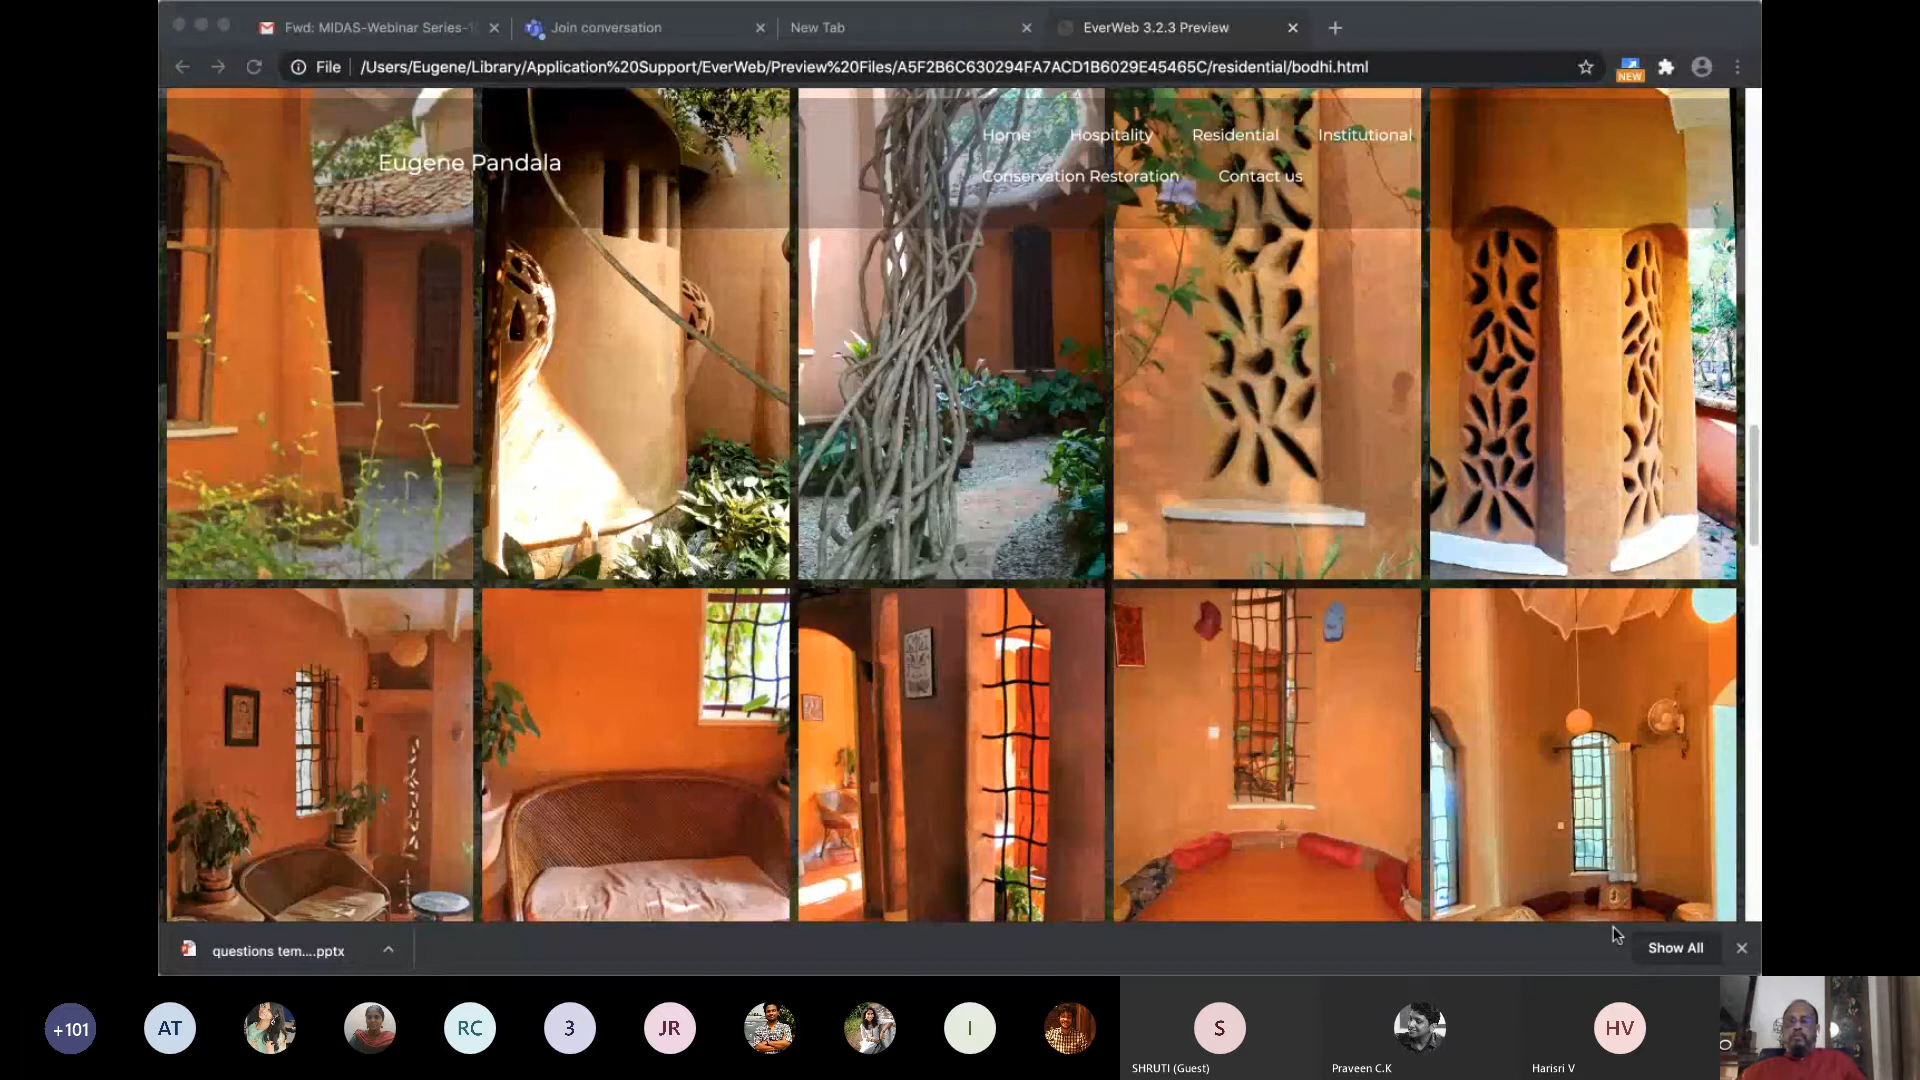 Fwd: MIDAS-Webinar Series-1
Join conversation
New Tab
EverWeb 3.2.3 Preview
File
/Users/Eugene/Library/Application%20Support/EverWeb/Preview%20Files/A5F2B6C630294FA7ACD1B6029E45465C/residential/bodhi.html
NEW
Eugene Pandala
Home
Hospitality
Residential
Institutional
Conservation Restoration
Contact us
questions tem....pptx
Show All
+101
AT
RC
3
JR
I
S
SHRUTI (Guest)
Praveen C.K
HV
Harisri V